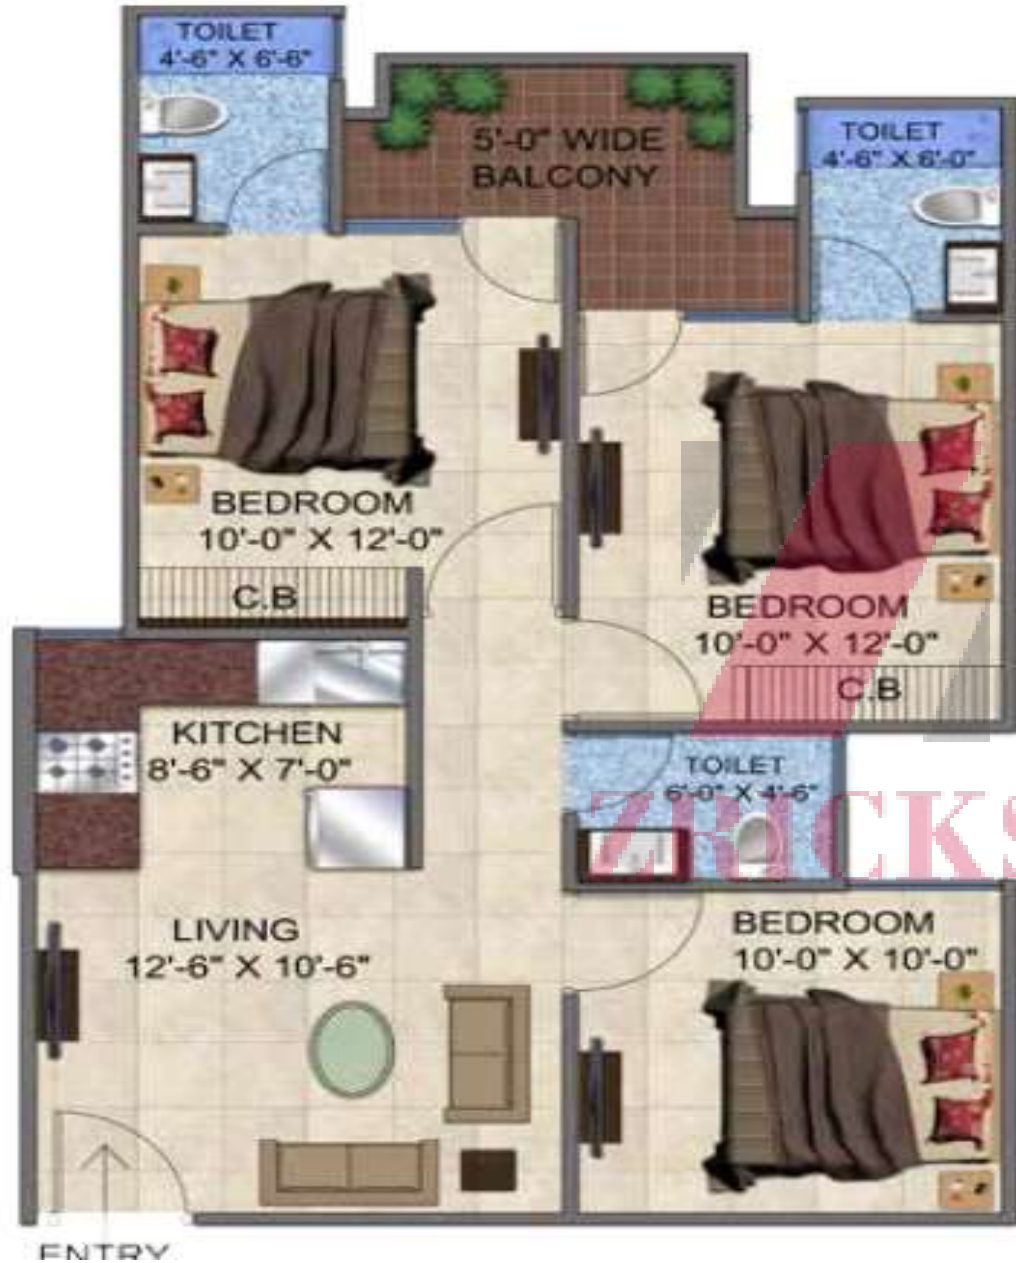 TOILET
4'-6" X 6'-6"
5'-0" WIDE
BALCONY
TOILET
4'-6" X 6'-0"
BEDROOM
10'-0" X 12'-0"
C.B
BEDROOM
10'-0" X 12'-0"
C.B
KITCHEN
8'-6" X 7'-0"
TOILET
6'-0" X 4'-6"
ZRICKS
LIVING
12'-6" X 10'-6"
BEDROOM
10'-0" X 10'-0"
ENTRY